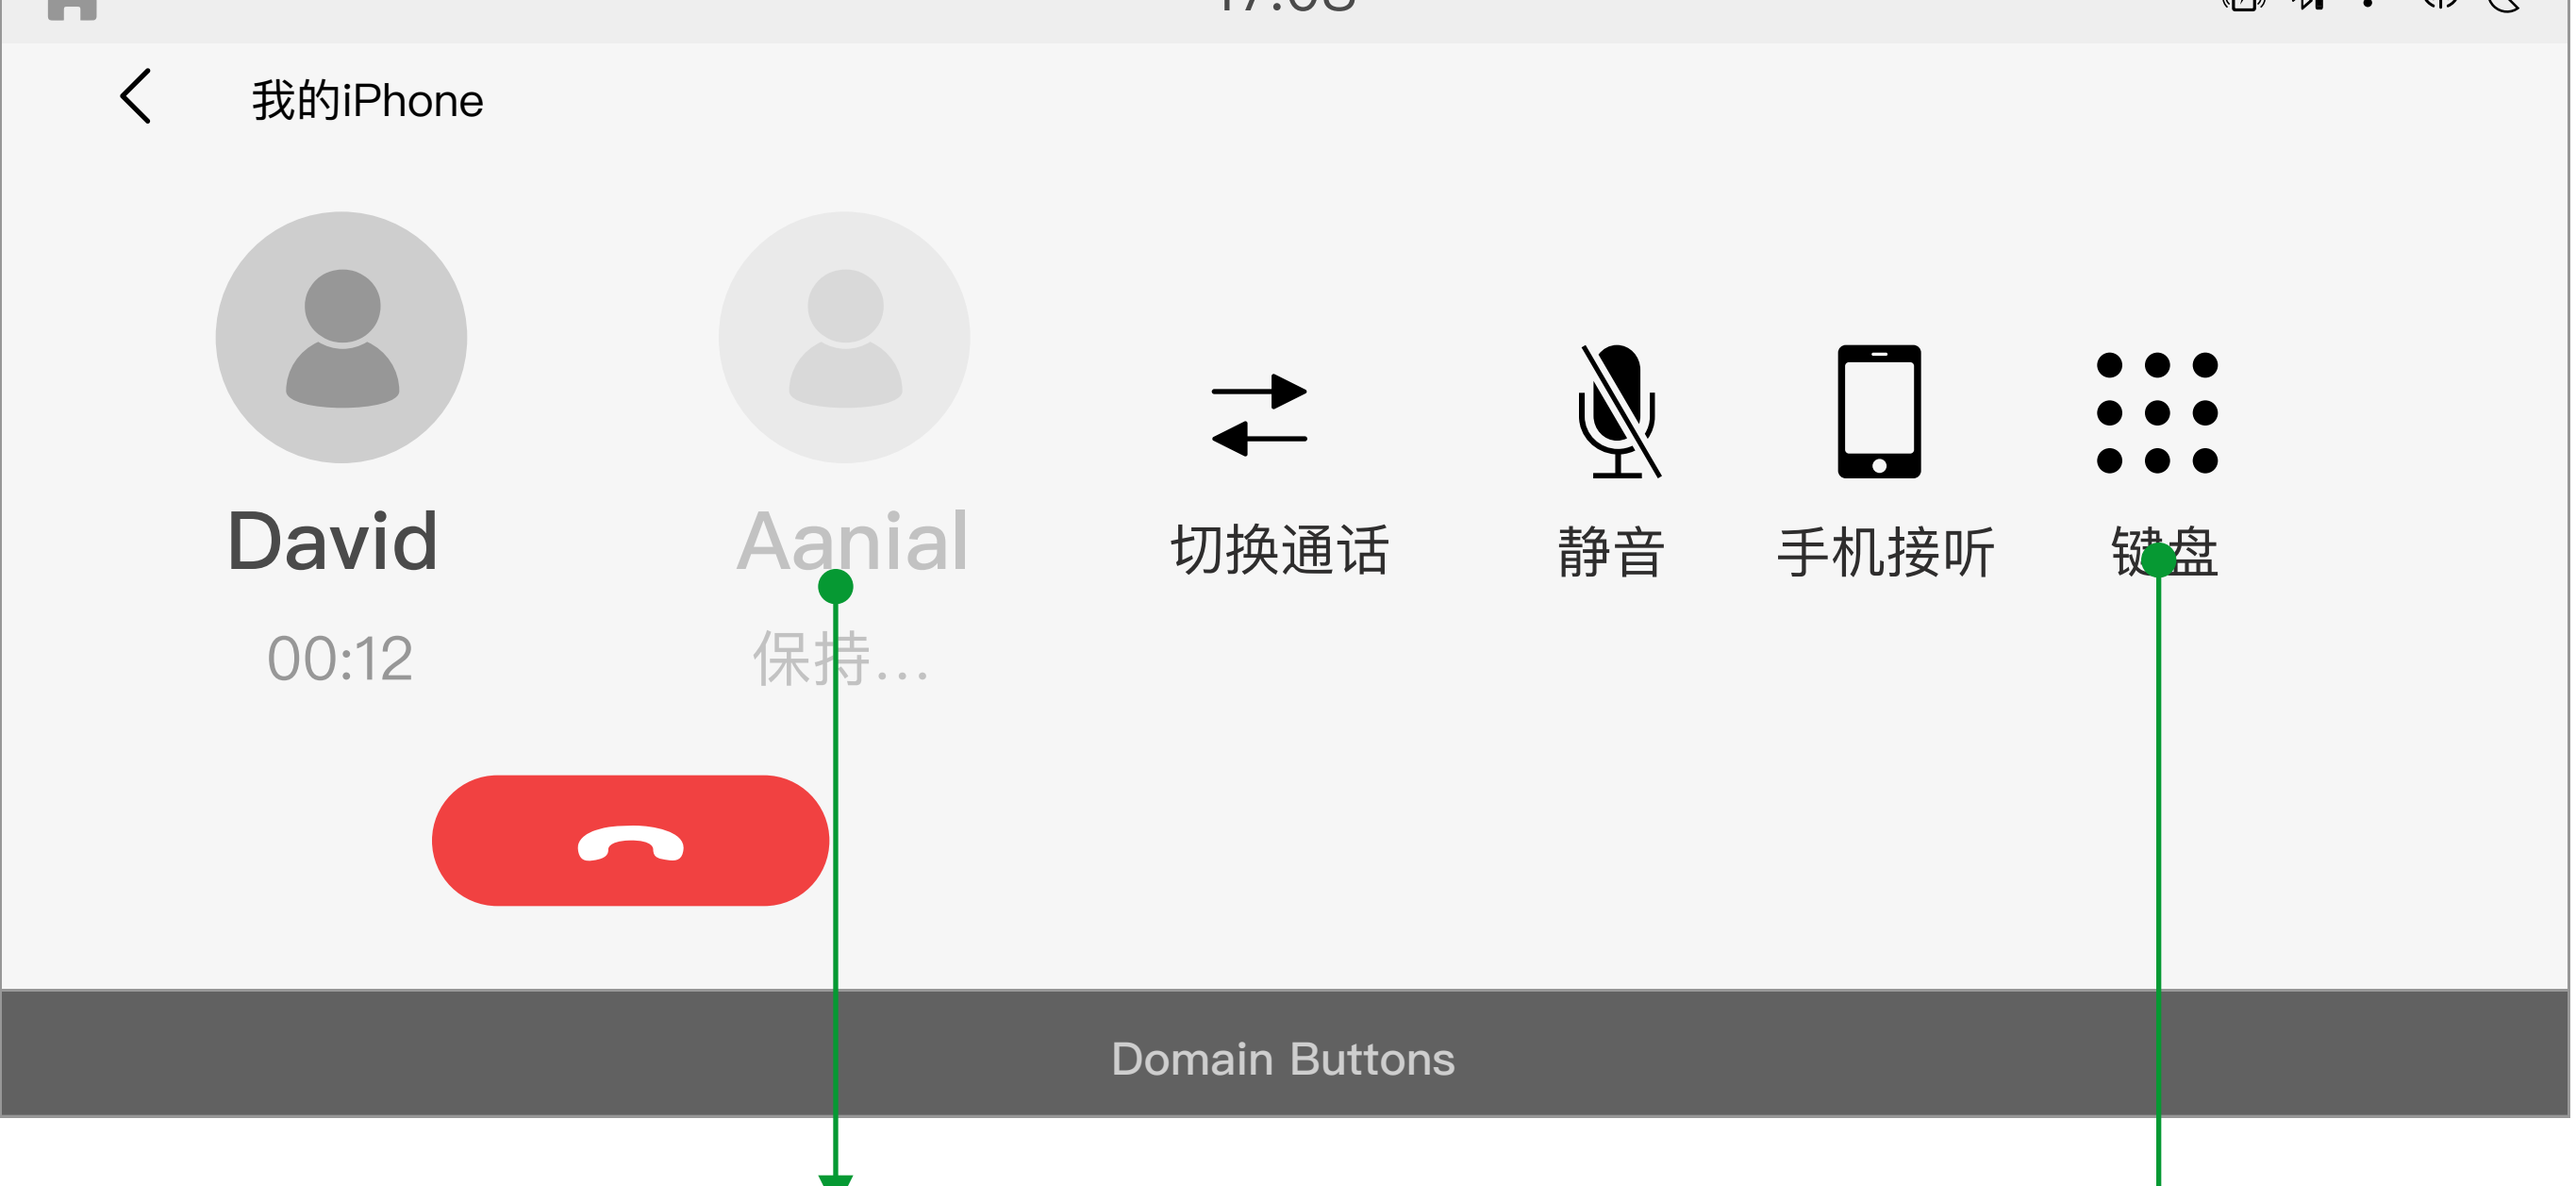 我的iPhone
David
Aanial
切换通话
静音
手机接听
键盘
00:12
保持...
Domain Buttons